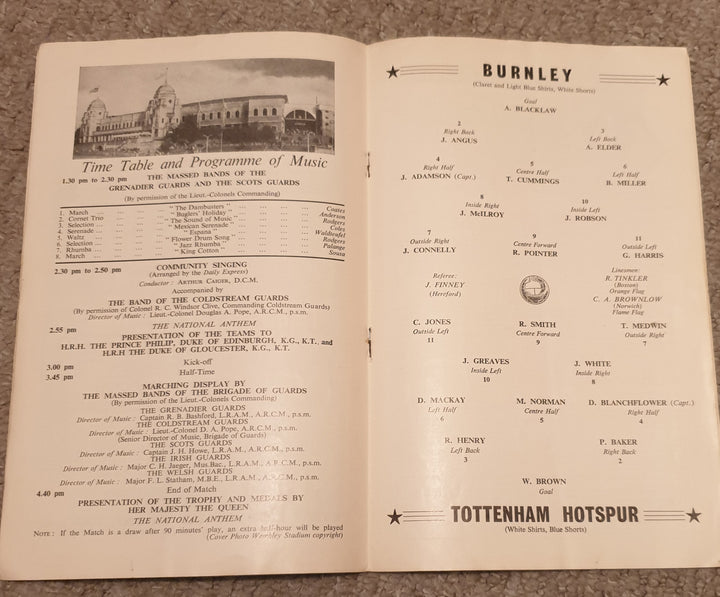 Time Table and Programme of Music
1.30 pm to 2.30 pm THE MASSED BANDS OF THE
GRENADIER GUARDS AND THE SCOTS GUARDS
(By permission of the Lieut.-Colonels Commanding)
1. March ... ... ... “ The Dambusters ” ... ... ... ... Coates
2. Cornet Trio ... ... “ Buglers' Holiday ” ... ... ... ... Anderson
3. Selection ... ... ... “ The Sound of Music ” ... ... ... Rodgers
4. Serenade ... ... ... “ Mexican Serenade ” ... ... ... Coles
5. Waltz ... ... ... “ Espana ” ... ... ... ... Waldteufel
6. Selection ... ... ... “ Flower Drum Song ” ... ... ... Rodgers
7. Rhumba ... ... ... “ Jazz Rhumba ” ... ... ... ... Palange
8. March ... ... ... “ King Cotton ” ... ... ... ... Sousa
2.30 pm to 2.50 pm COMMUNITY SINGING
(Arranged by the Daily Express)
Conductor : ARTHUR CAIGER, D.C.M.
Accompanied by
THE BAND OF THE COLDSTREAM GUARDS
(By permission of Colonel R. C. Windsor Clive, Commanding Coldstream Guards)
Director of Music : Lieut.-Colonel Douglas A. Pope, A.R.C.M., p.s.m.
THE NATIONAL ANTHEM
2.55 pm PRESENTATION OF THE TEAMS TO
H.R.H. THE PRINCE PHILIP, DUKE OF EDINBURGH, K.G., K.T., and
H.R.H THE DUKE OF GLOUCESTER, K.G., K.T.
3.00 pm Kick-off
3.45 pm Half-Time
MARCHING DISPLAY BY
THE MASSED BANDS OF THE BRIGADE OF GUARDS
(By permission of the Lieut.-Colonels Commanding)
THE GRENADIER GUARDS
Director of Music : Captain R. B. Bashford, L.R.A.M., A.R.C.M., p.s.m.
THE COLDSTREAM GUARDS
Director of Music : Lieut.-Colonel D. A. Pope, A.R.C.M., p.s.m.
(Senior Director of Music, Brigade of Guards)
THE SCOTS GUARDS
Director of Music : Captain J. H. Howe, L.R.A.M., A.R.C.M., p.s.m.
THE IRISH GUARDS
Director of Music : Major C. H. Jaeger, Mus.Bac., L.R.A.M., A.R.C.M., p.s.m.
THE WELSH GUARDS
Director of Music : Major F. L. Statham, M.B.E., L.R.A.M., A.R.C.M., p.s.m.
4.40 pm End of Match
PRESENTATION OF THE TROPHY AND MEDALS BY
HER MAJESTY THE QUEEN
THE NATIONAL ANTHEM
NOTE : If the Match is a draw after 90 minutes' play, an extra half-hour will be played
(Cover Photo Wembley Stadium copyright)
BURNLEY
(Claret and Light Blue Shirts, White Shorts)
Goal
A. BLACKLAW
2
Right Back
J. ANGUS
3
Left Back
A. ELDER
4
Right Half
J. ADAMSON (Capt.)
5
Centre Half
T. CUMMINGS
6
Left Half
B. MILLER
8
Inside Right
J. McILROY
10
Inside Left
J. ROBSON
7
Outside Right
J. CONNELLY
9
Centre Forward
R. POINTER
11
Outside Left
G. HARRIS
Referee:
J. FINNEY
(Hereford)
Linesmen:
R. TINKLER
(Boston)
Orange Flag
C. A. BROWNLOW
(Norwich)
Flame Flag
C. JONES
Outside Left
11
R. SMITH
Centre Forward
9
T. MEDWIN
Outside Right
J. GREAVES
Inside Left
10
J. WHITE
Inside Right
8
D. MACKAY
Left Half
6
M. NORMAN
Centre Half
5
D. BLANCHFLOWER (Capt.)
Right Half
4
R. HENRY
Left Back
3
P. BAKER
Right Back
2
W. BROWN
Goal
TOTTENHAM HOTSPUR
(White Shirts, Blue Shorts)